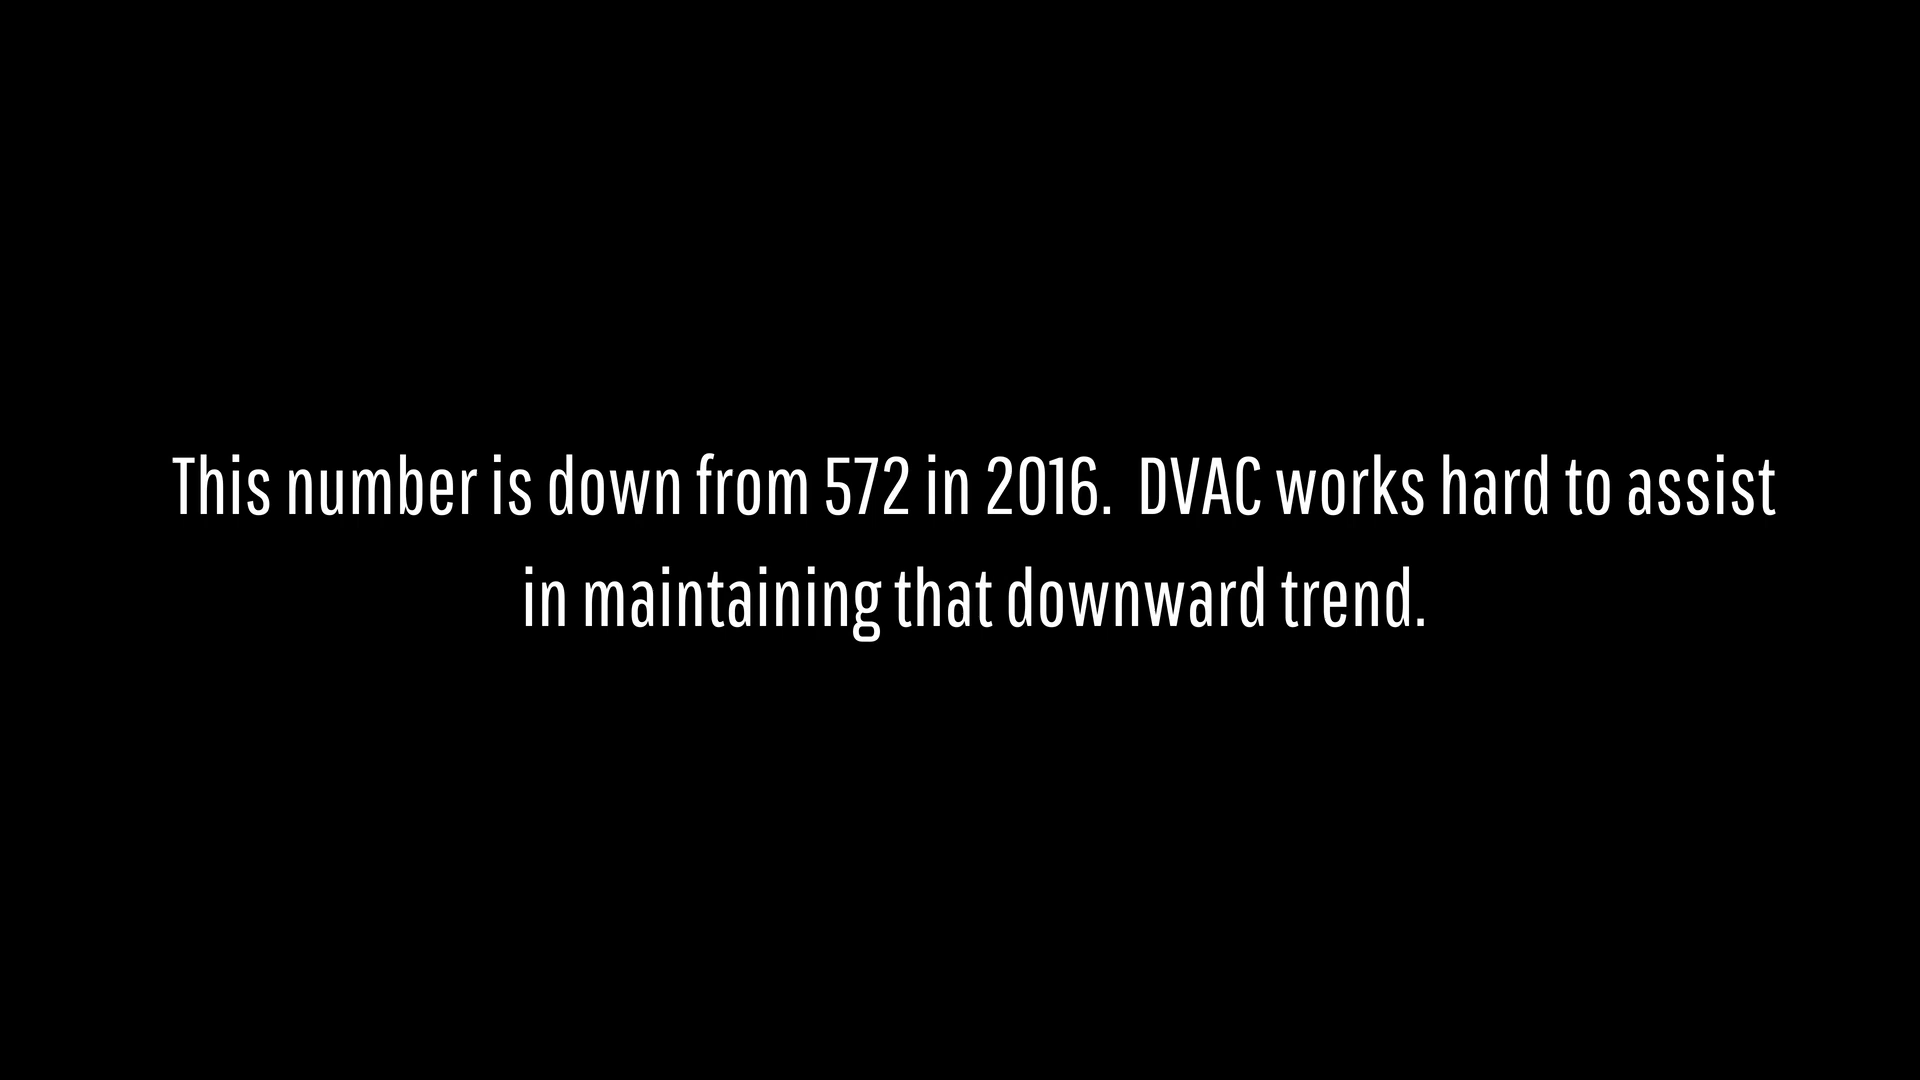 This number is down from 572 in 2016.  DVAC works hard to assist
in maintaining that downward trend.